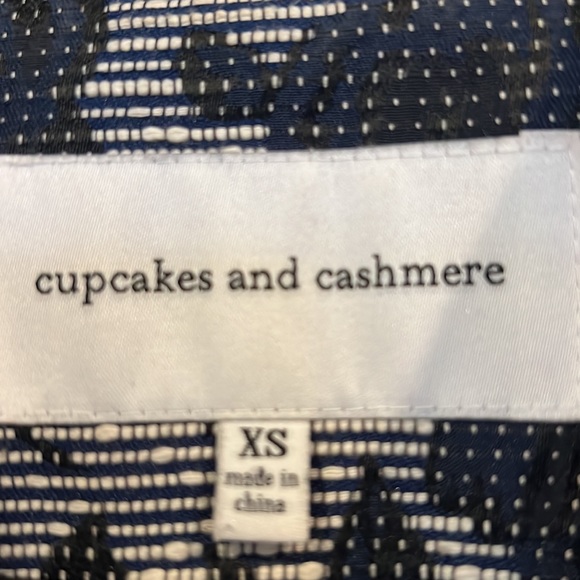 cupcakes and cashmere
XS
made in
china